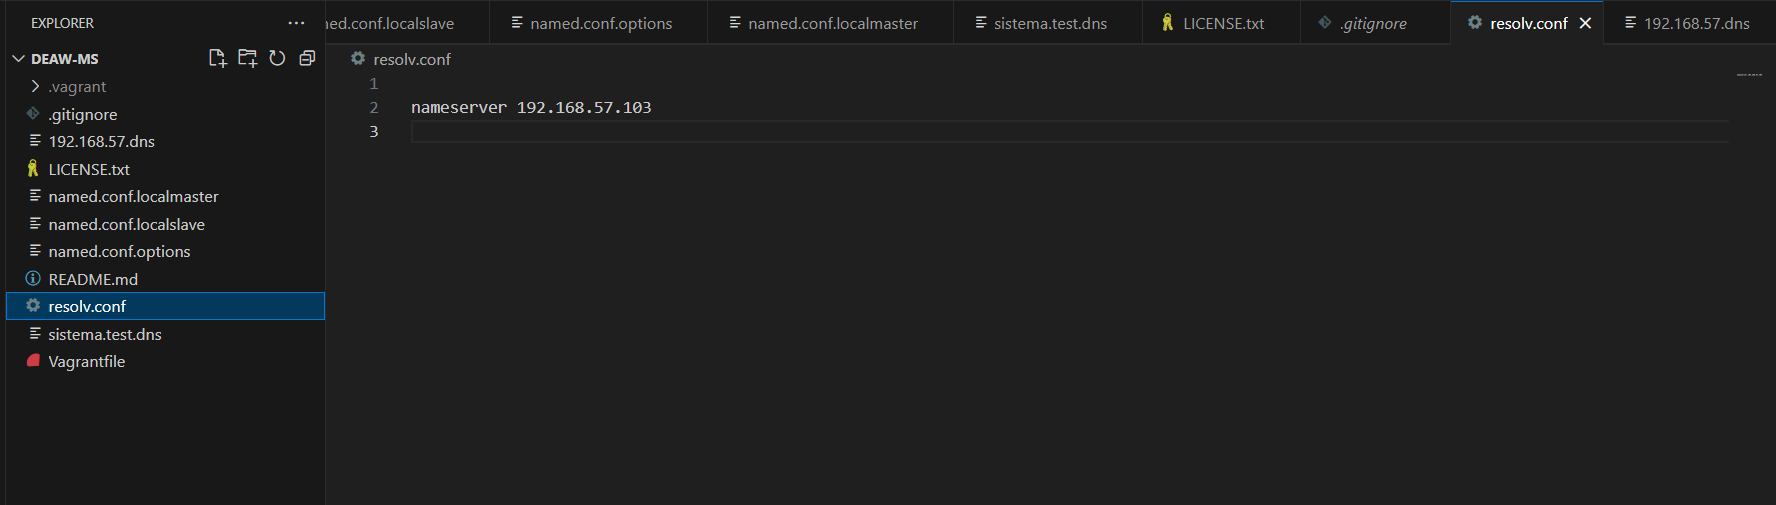 EXPLORER
med.conf.localslave
named.conf.options
named.conf.localmaster
sistema.test.dns
LICENSE.txt
.gitignore
resolv.conf
192.168.57.dns
DEAW-MS
.vagrant
.gitignore
192.168.57.dns
LICENSE.txt
named.conf.localmaster
named.conf.localslave
named.conf.options
README.md
resolv.conf
sistema.test.dns
Vagrantfile
resolv.conf
1
2 nameserver 192.168.57.103
3